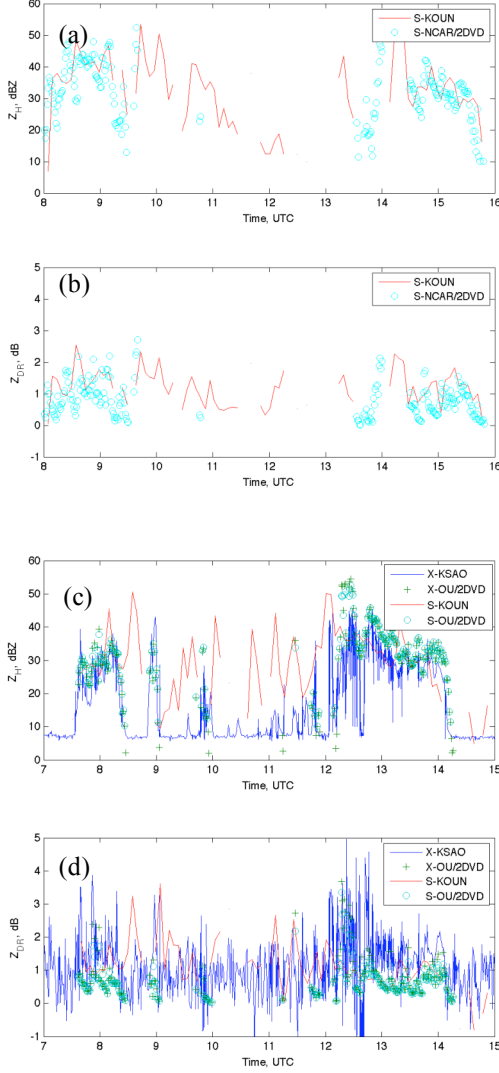 (a)
S-KOUN
S-NCAR/2DVD
60
50
40
30
20
10
0
Z_H, dBZ
8 9 10 11 12 13 14 15 16
Time, UTC
(b)
S-KOUN
S-NCAR/2DVD
5
4
3
2
1
0
-1
Z_DR, dB
8 9 10 11 12 13 14 15 16
Time, UTC
(c)
X-KSAO
X-OU/2DVD
S-KOUN
S-OU/2DVD
60
50
40
30
20
10
0
Z_H, dBZ
7 8 9 10 11 12 13 14 15
Time, UTC
(d)
X-KSAO
X-OU/2DVD
S-KOUN
S-OU/2DVD
5
4
3
2
1
0
-1
Z_DR, dB
7 8 9 10 11 12 13 14 15
Time, UTC